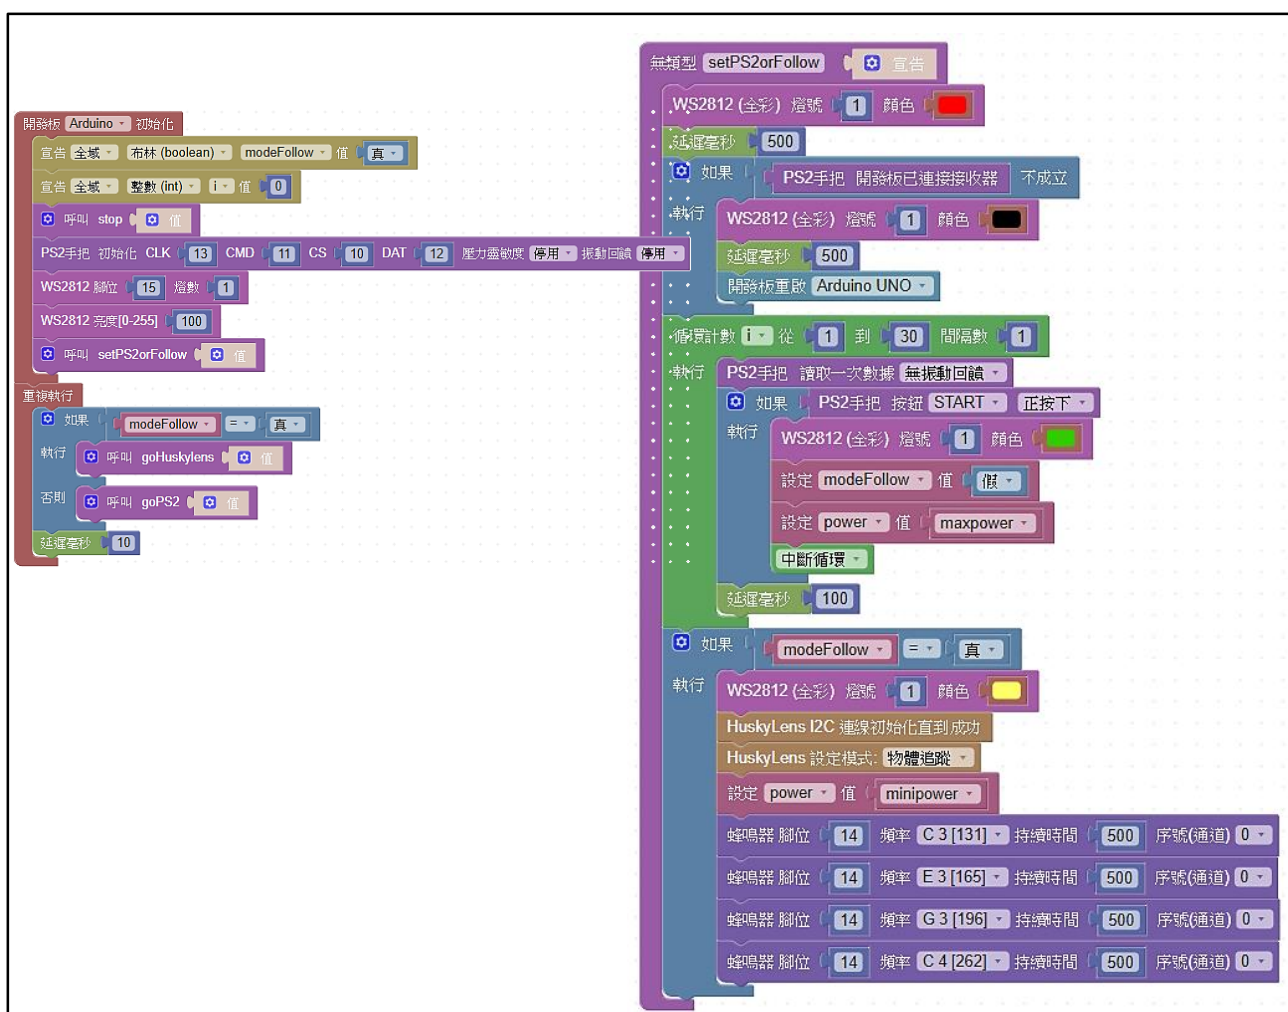 開發板 Arduino 初始化
宣告 全域 布林 (boolean) modeFollow 值 真
宣告 全域 整數 (int) i 值 0
呼叫 stop 值
PS2手把 初始化 CLK 13 CMD 11 CS 10 DAT 12 壓力靈敏度 停用 振動回饋 停用
WS2812 腳位 15 燈數 1
WS2812 亮度[0-255] 100
呼叫 setPS2orFollow 值
重複執行
如果 modeFollow = 真
執行 呼叫 goHuskylens 值
否則 呼叫 goPS2 值
延遲毫秒 10
無類型 setPS2orFollow 宣告
WS2812 (全彩) 燈號 1 顏色
延遲毫秒 500
如果 PS2手把 開發板已連接接收器 不成立
執行 WS2812 (全彩) 燈號 1 顏色
延遲毫秒 500
開發板重啟 Arduino UNO
循環計數 i 從 1 到 30 間隔數 1
執行 PS2手把 讀取一次數據 無振動回饋
如果 PS2手把 按鈕 START 正按下
執行 WS2812 (全彩) 燈號 1 顏色
設定 modeFollow 值 假
設定 power 值 maxpower
中斷循環
延遲毫秒 100
如果 modeFollow = 真
執行 WS2812 (全彩) 燈號 1 顏色
HuskyLens I2C 連線初始化直到成功
HuskyLens 設定模式: 物體追蹤
設定 power 值 minipower
蜂鳴器 腳位 14 頻率 C 3 [131] 持續時間 500 序號(通道) 0
蜂鳴器 腳位 14 頻率 E 3 [165] 持續時間 500 序號(通道) 0
蜂鳴器 腳位 14 頻率 G 3 [196] 持續時間 500 序號(通道) 0
蜂鳴器 腳位 14 頻率 C 4 [262] 持續時間 500 序號(通道) 0